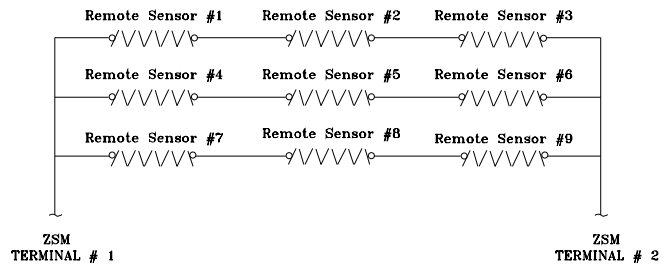 Remote Sensor #1 Remote Sensor #2 Remote Sensor #3
Remote Sensor #4 Remote Sensor #5 Remote Sensor #6
Remote Sensor #7 Remote Sensor #8 Remote Sensor #9
ZSM ZSM
TERMINAL # 1 TERMINAL # 2